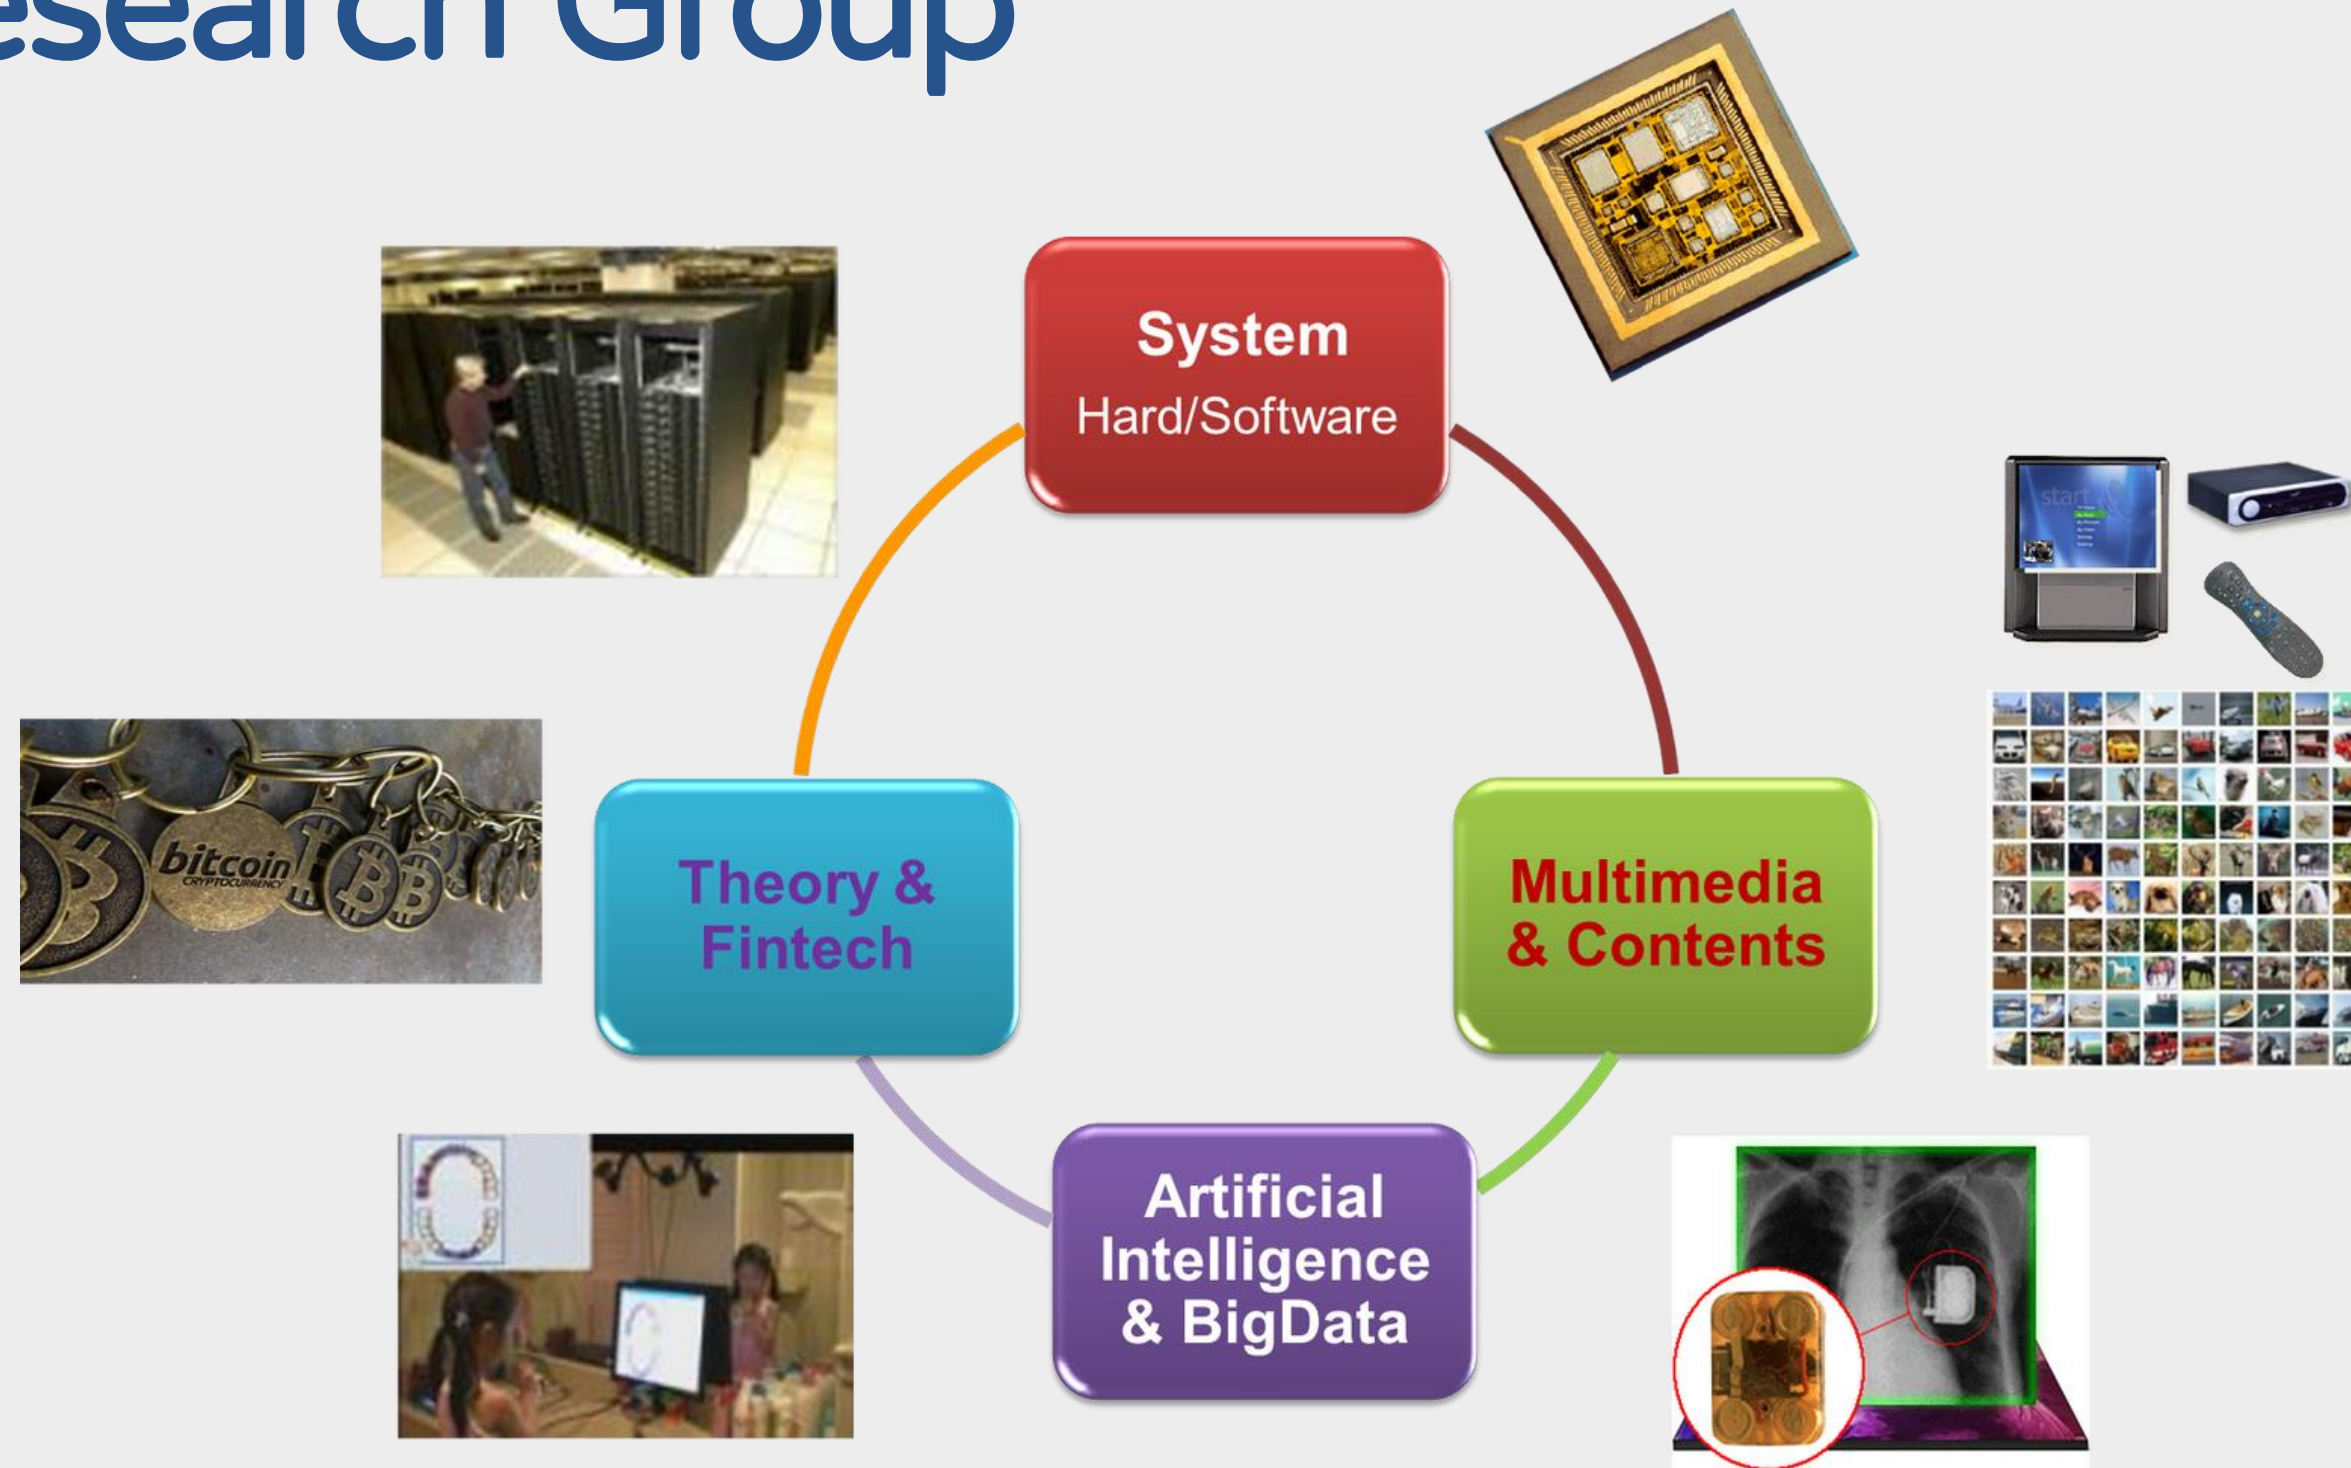 esearch Group
System
Hard/Software
start
bitcoin
CRYPTOCURRENCY
Theory &
Fintech
Multimedia
& Contents
Artificial
Intelligence
& BigData